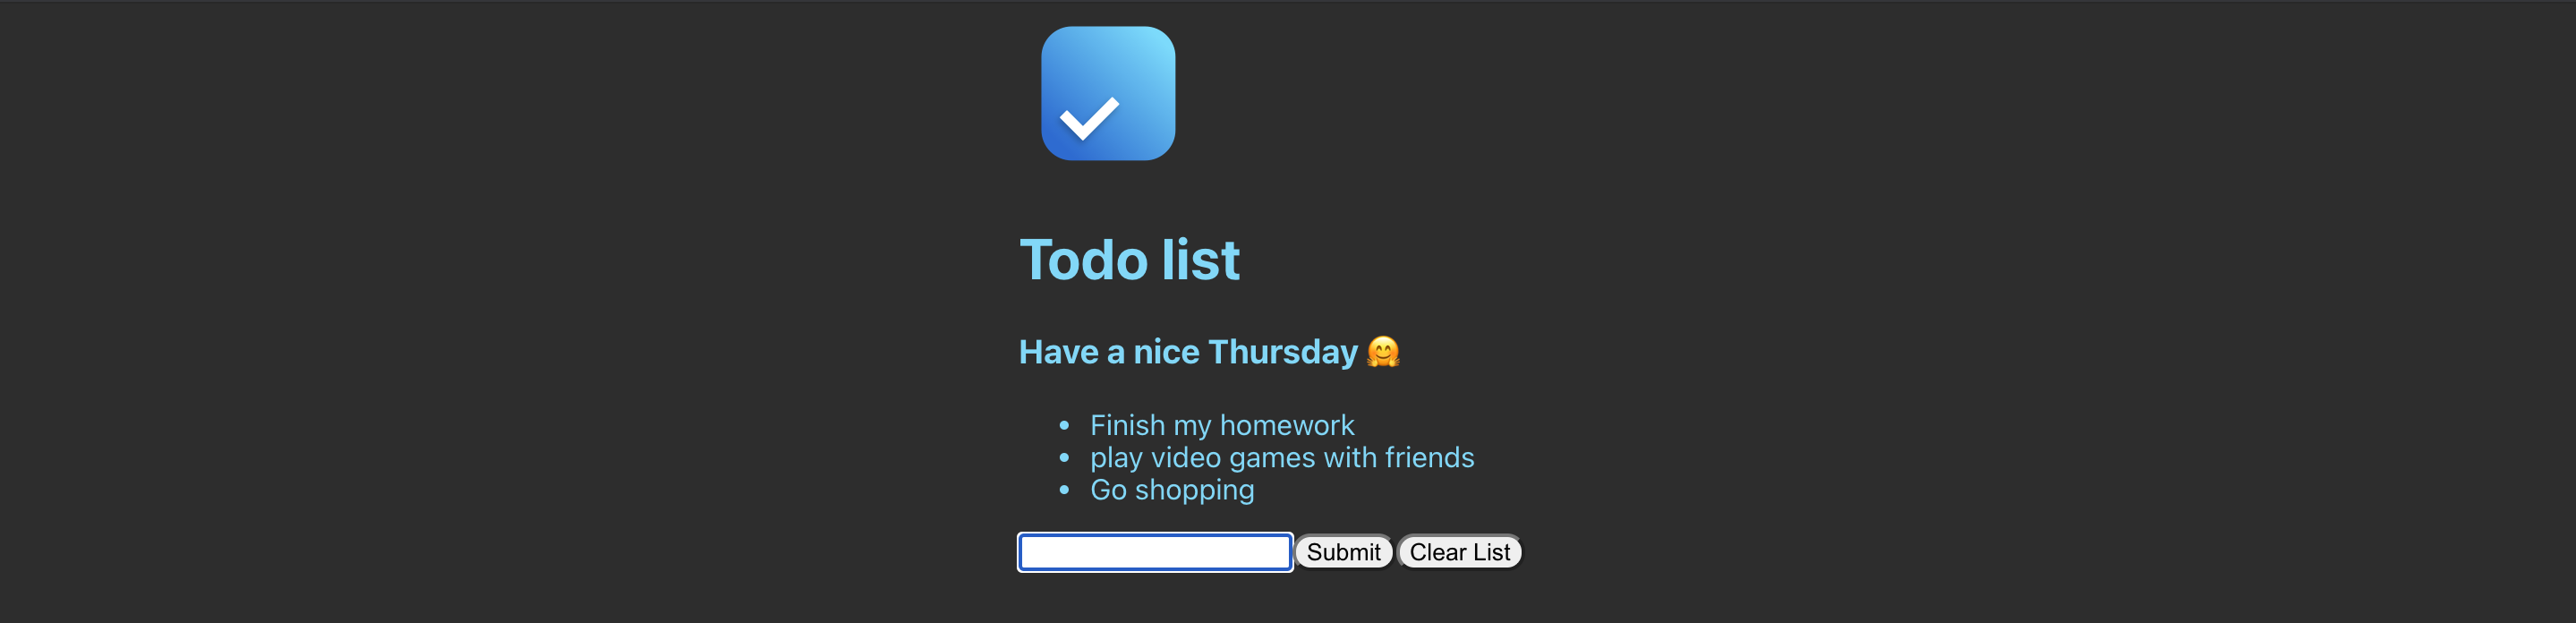 Todo list
Have a nice Thursday 🤗
• Finish my homework
• play video games with friends
• Go shopping
Submit Clear List